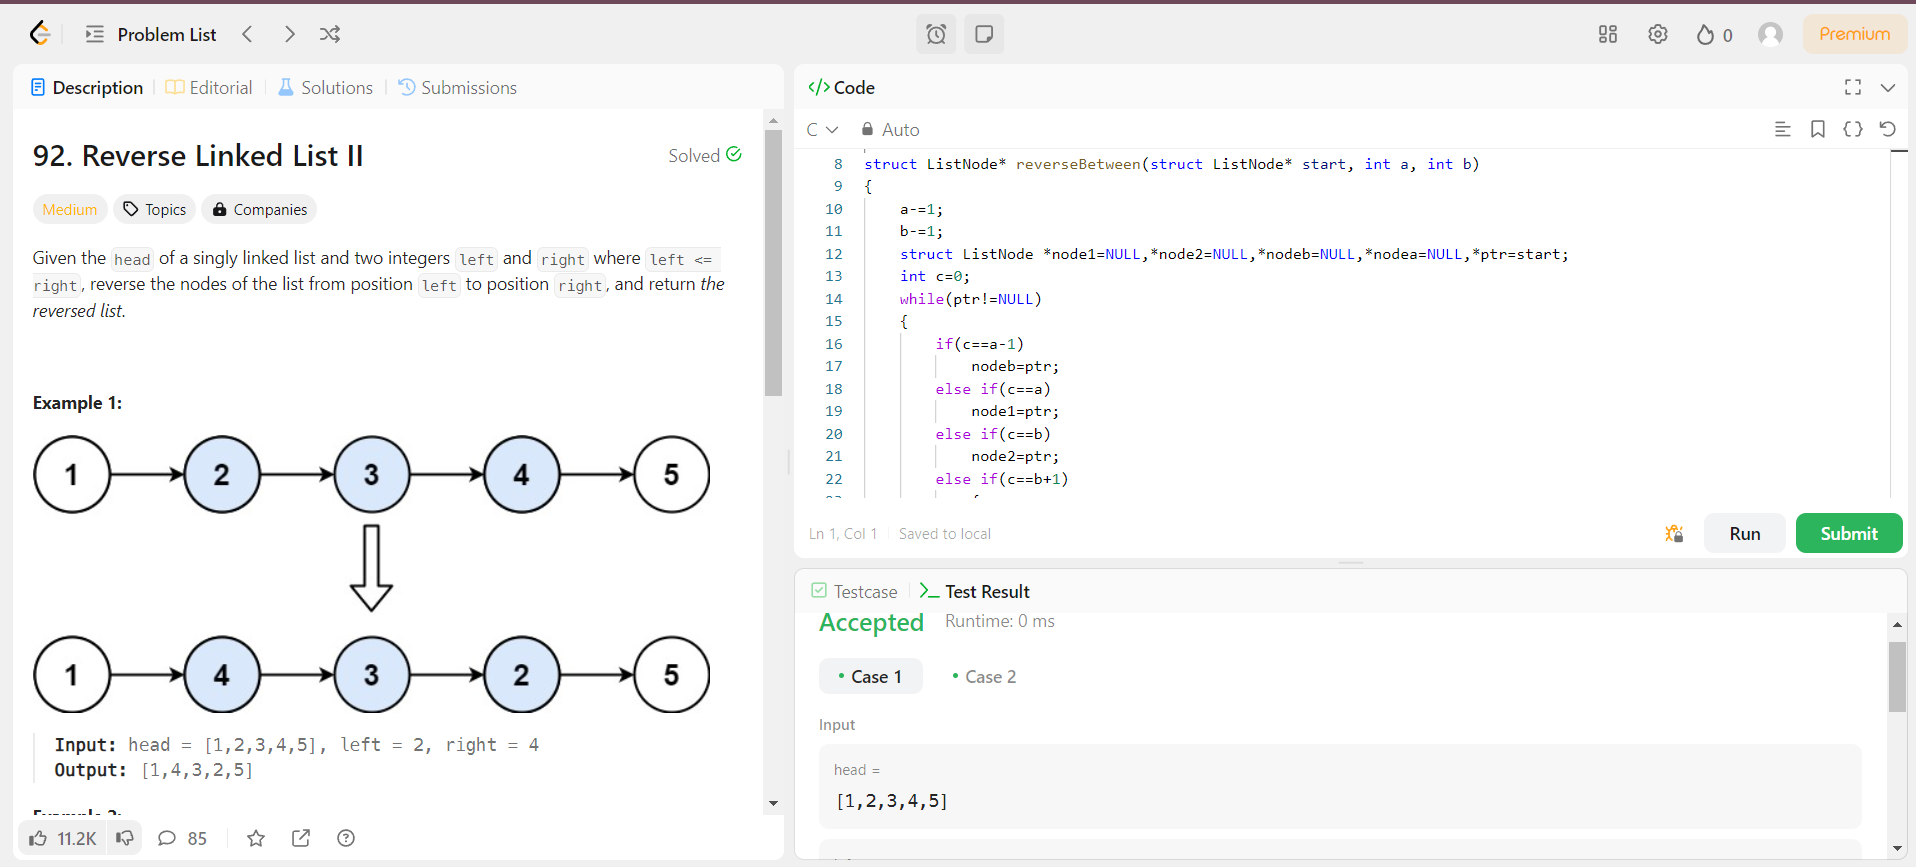 Problem List
0
Premium
Description
Editorial
Solutions
Submissions
92. Reverse Linked List II
Solved
Medium
Topics
Companies
Given the head of a singly linked list and two integers left and right where left <=
right, reverse the nodes of the list from position left to position right, and return the
reversed list.
Example 1:
1 2 3 4 5
1 4 3 2 5
Input: head = [1,2,3,4,5], left = 2, right = 4
Output: [1,4,3,2,5]
11.2K
85
</> Code
C
Auto
8 struct ListNode* reverseBetween(struct ListNode* start, int a, int b)
9 {
10 a-=1;
11 b-=1;
12 struct ListNode *node1=NULL,*node2=NULL,*nodeb=NULL,*nodea=NULL,*ptr=start;
13 int c=0;
14 while(ptr!=NULL)
15 {
16 if(c==a-1)
17 nodeb=ptr;
18 else if(c==a)
19 node1=ptr;
20 else if(c==b)
21 node2=ptr;
22 else if(c==b+1)
Ln 1, Col 1
Saved to local
Run
Submit
Testcase
Test Result
Accepted
Runtime: 0 ms
Case 1
Case 2
Input
head =
[1,2,3,4,5]